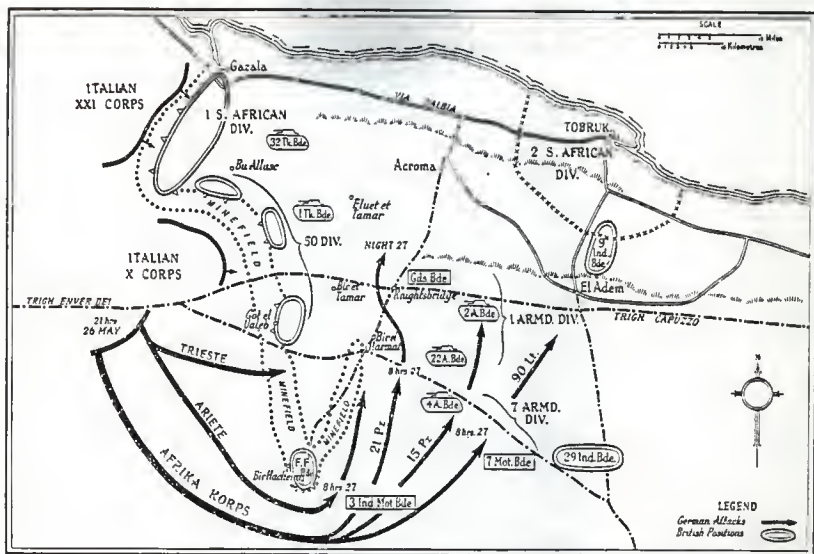 SCALE
Miles
Kilometres
ITALIAN
XXI CORPS
Gazala
1 S. AFRICAN
DIV.
VIA BALBIA
TOBRUK
2 S. AFRICAN
DIV.
32 Tk. Bde
Acroma
Bu Allusc
Eluet et
Tamar
1 Tk. Bde
MINEFIELD
50 DIV.
9
Ind.
Bde
El Adem
NIGHT 27
ITALIAN
X CORPS
Gds. Bde
Knightsbridge
Bir et
Tamar
TRIGH ENVER BEI
2 A. Bde
1 ARMD. DIV.
TRIGH CAPUZZO
21 hrs
26 MAY
Got el
Ualeb
Bir
Harmat
22 A. Bde
8 hrs 27
TRIESTE
MINEFIELD
MINEFIELD
90 Lt.
4 A. Bde
7 ARMD.
DIV.
ARIETE
21 Pz
15 Pz
8 hrs. 27
F.F.
Bde
Bir Hacheim
7 Mot. Bde
29 Ind. Bde.
AFRIKA KORPS
8 hrs 27
3 Ind. Mot Bde
N
LEGEND
German Attacks
British Positions